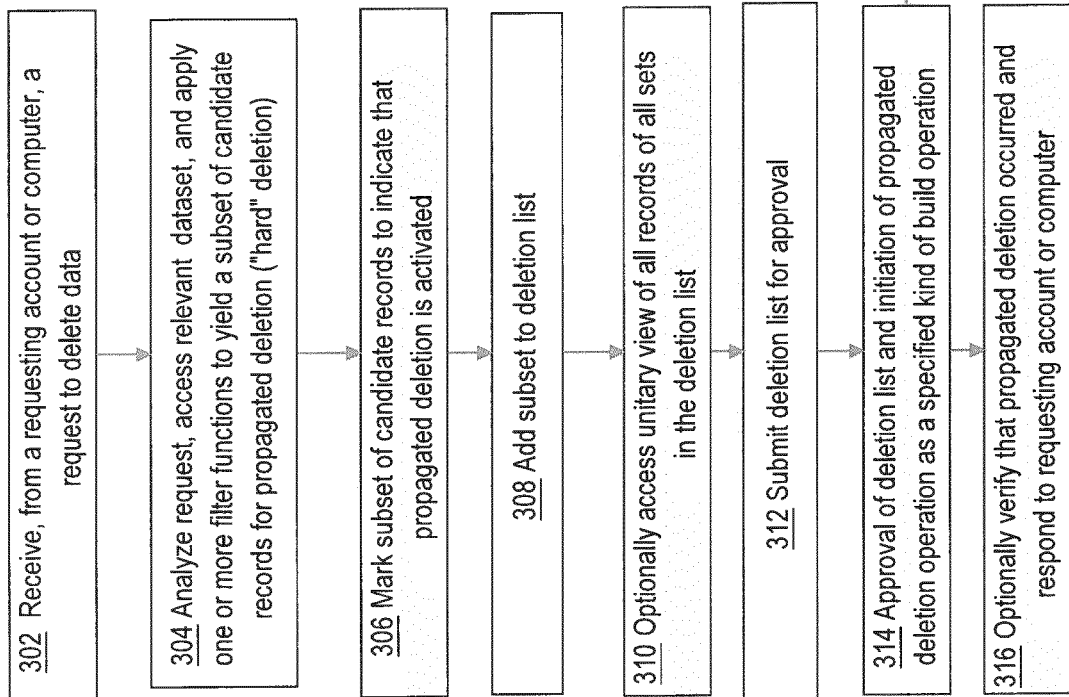 302 Receive, from a requesting account or computer, a
request to delete data
304 Analyze request, access relevant dataset, and apply
one or more filter functions to yield a subset of candidate
records for propagated deletion ("hard" deletion)
306 Mark subset of candidate records to indicate that
propagated deletion is activated
308 Add subset to deletion list
310 Optionally access unitary view of all records of all sets
in the deletion list
312 Submit deletion list for approval
314 Approval of deletion list and initiation of propagated
deletion operation as a specified kind of build operation
316 Optionally verify that propagated deletion occurred and
respond to requesting account or computer